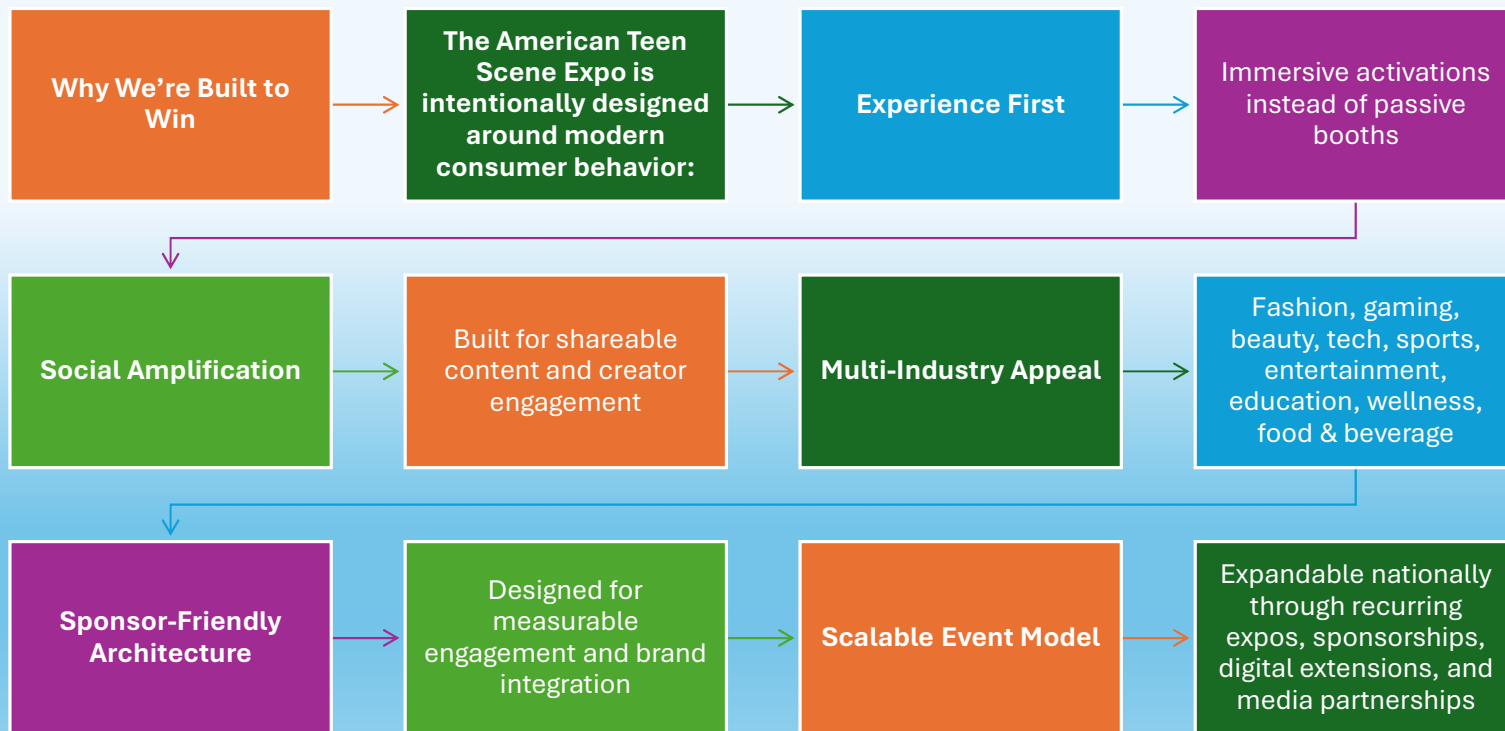 Why We’re Built to
Win
The American Teen
Scene Expo is
intentionally designed
around modern
consumer behavior:
Experience First
Immersive activations
instead of passive
booths
Social Amplification
Built for shareable
content and creator
engagement
Multi-Industry Appeal
Fashion, gaming,
beauty, tech, sports,
entertainment,
education, wellness,
food & beverage
Sponsor-Friendly
Architecture
Designed for
measurable
engagement and brand
integration
Scalable Event Model
Expandable nationally
through recurring
expos, sponsorships,
digital extensions, and
media partnerships